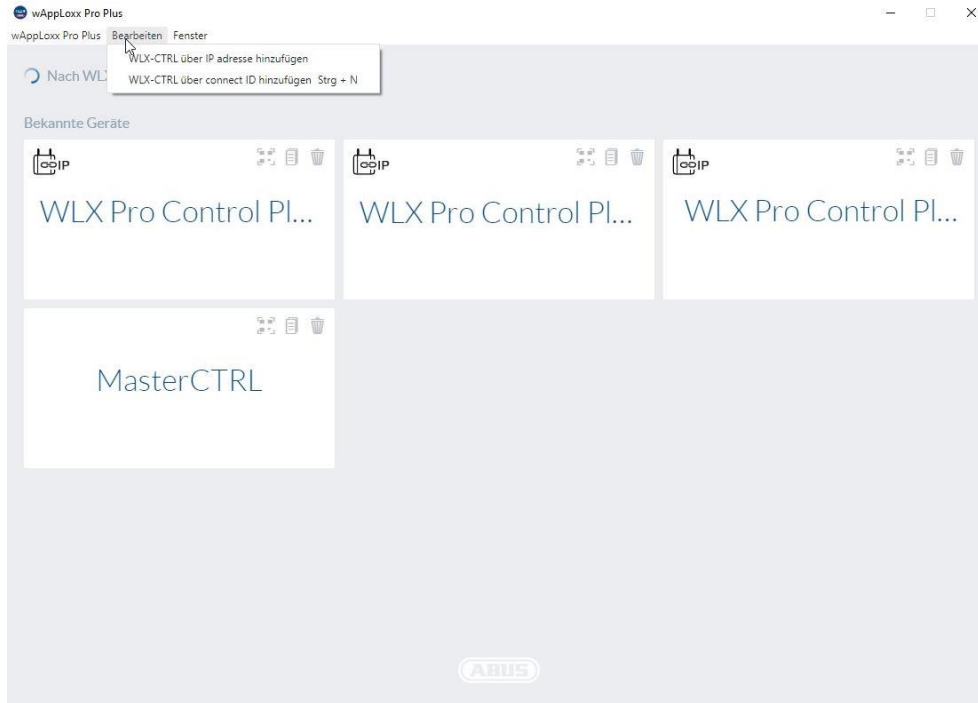 wAppLoxx Pro Plus
wAppLoxx Pro Plus Bearbeiten Fenster
WLX-CTRL über IP adresse hinzufügen
WLX-CTRL über connect ID hinzufügen Strg + N
Nach
Bekannte Geräte
IP IP IP
WLX Pro Control Pl... WLX Pro Control Pl... WLX Pro Control Pl...
MasterCTRL
ABUS